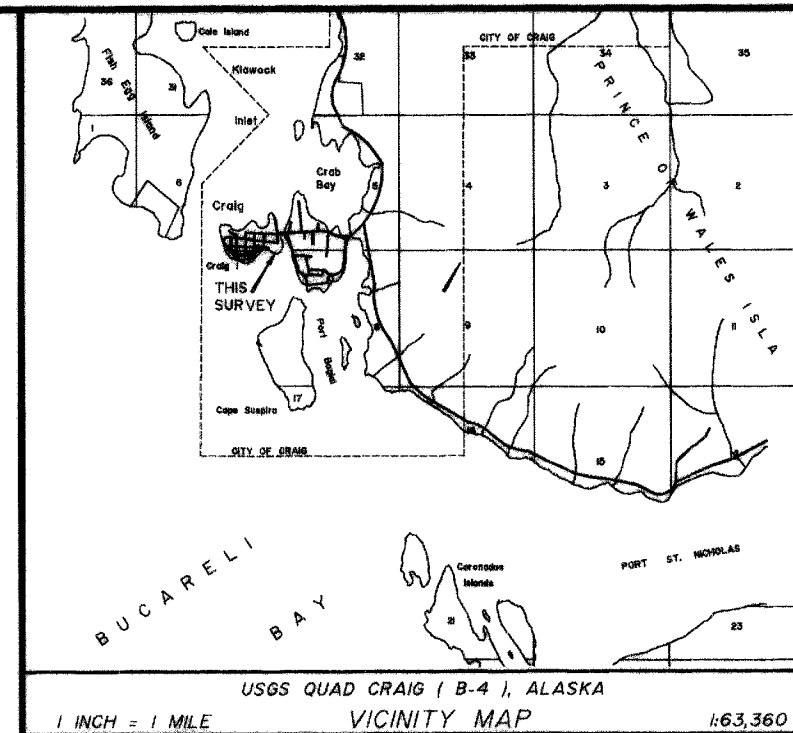 Cole Island
32
CITY OF CRAIG
33
34
35
Klawock
Inlet
36
31
Fish Egg
Island
1
6
PRINCE OF WALES ISLA
Crab
Bay
5
4
3
2
Craig
Craig
THIS
SURVEY
Port Bagial
8
9
10
11
17
Cape Suspiro
CITY OF CRAIG
16
15
14
BUCARELI
BAY
Coronados
Islands
21
PORT ST. NICHOLAS
23
USGS QUAD CRAIG ( B-4 ), ALASKA
1 INCH = 1 MILE
VICINITY MAP
1:63,360